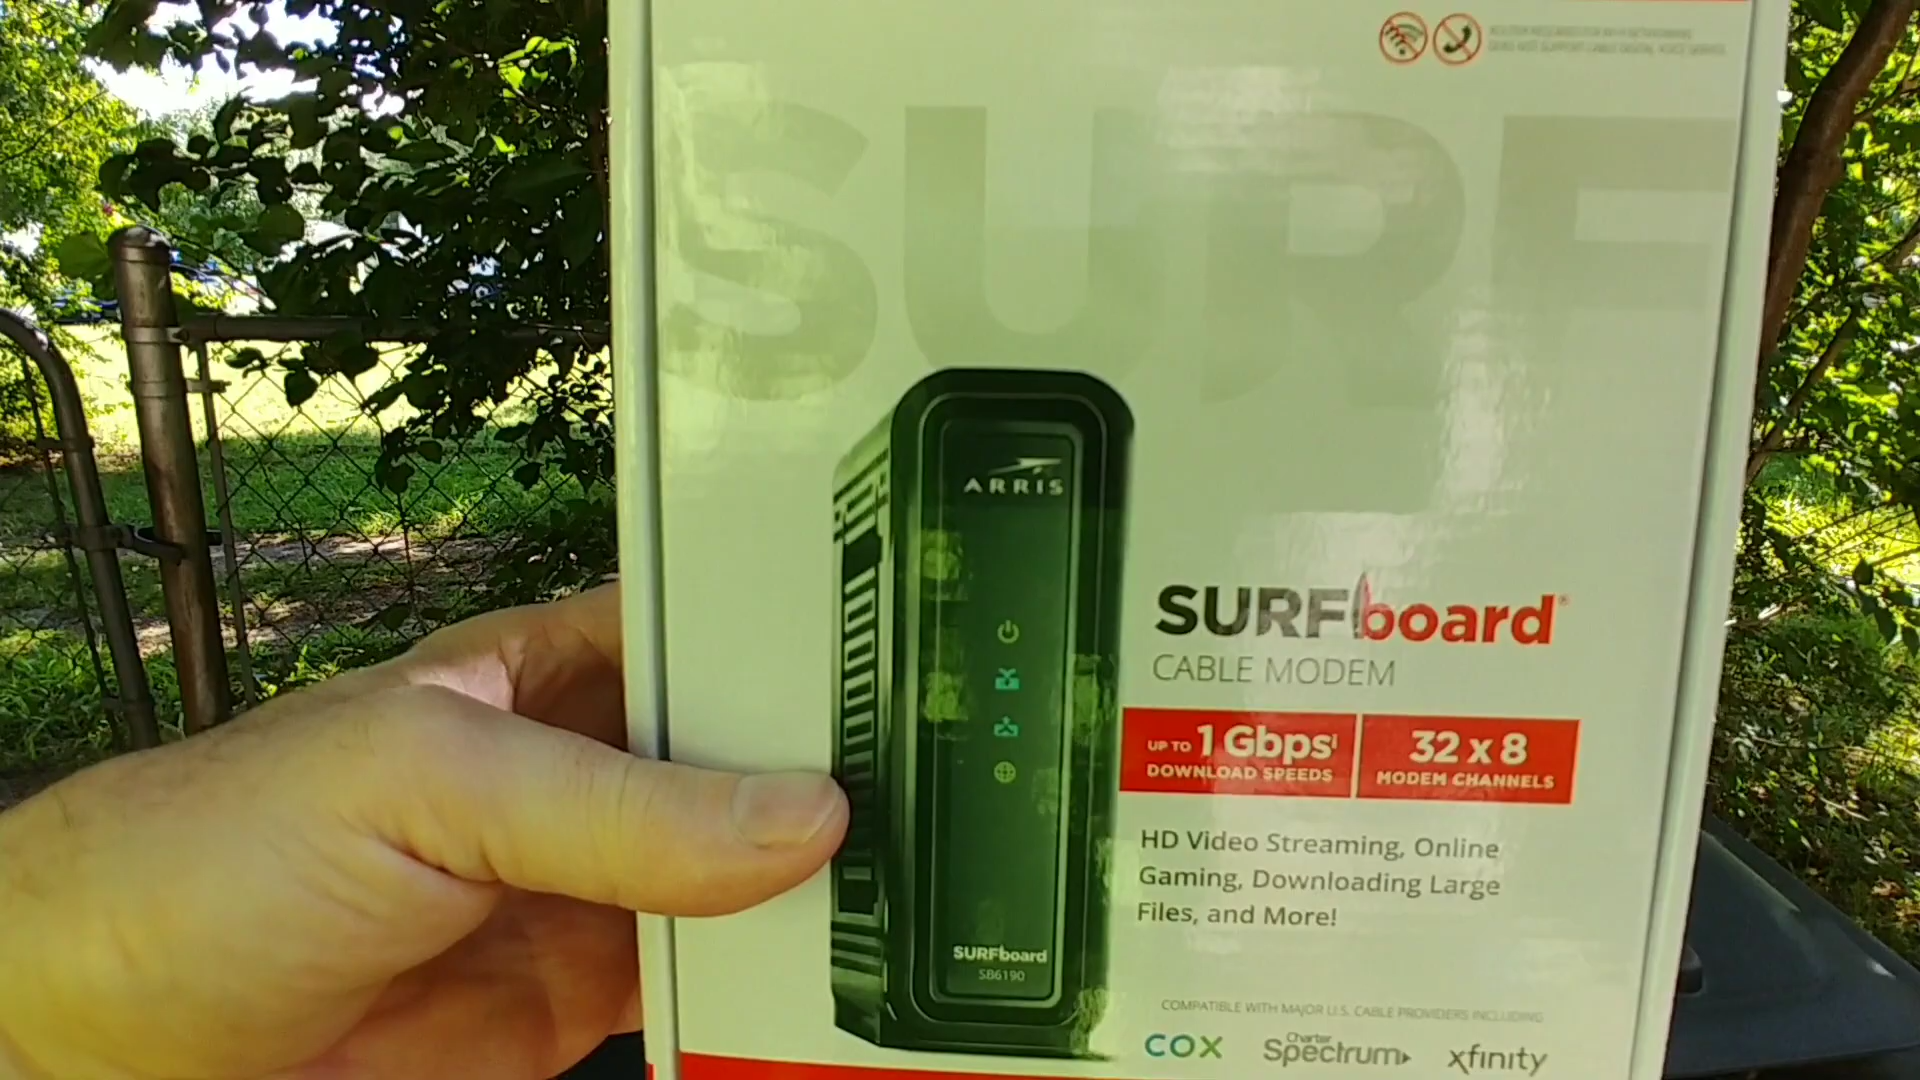 SURF
ARRIS
SURFboard®
CABLE MODEM
UP TO 1 Gbps
DOWNLOAD SPEEDS
32 x 8
MODEM CHANNELS
HD Video Streaming, Online
Gaming, Downloading Large
Files, and More!
SURFboard
SB6190
COMPATIBLE WITH MAJOR U.S. CABLE PROVIDERS INCLUDING
COX
Charter
Spectrum
xfinity